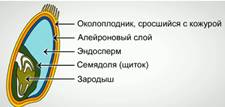 Околоплодник, сросшийся с кожурой
Алейроновый слой
Эндосперм
Семядоля (щиток)
Зародыш